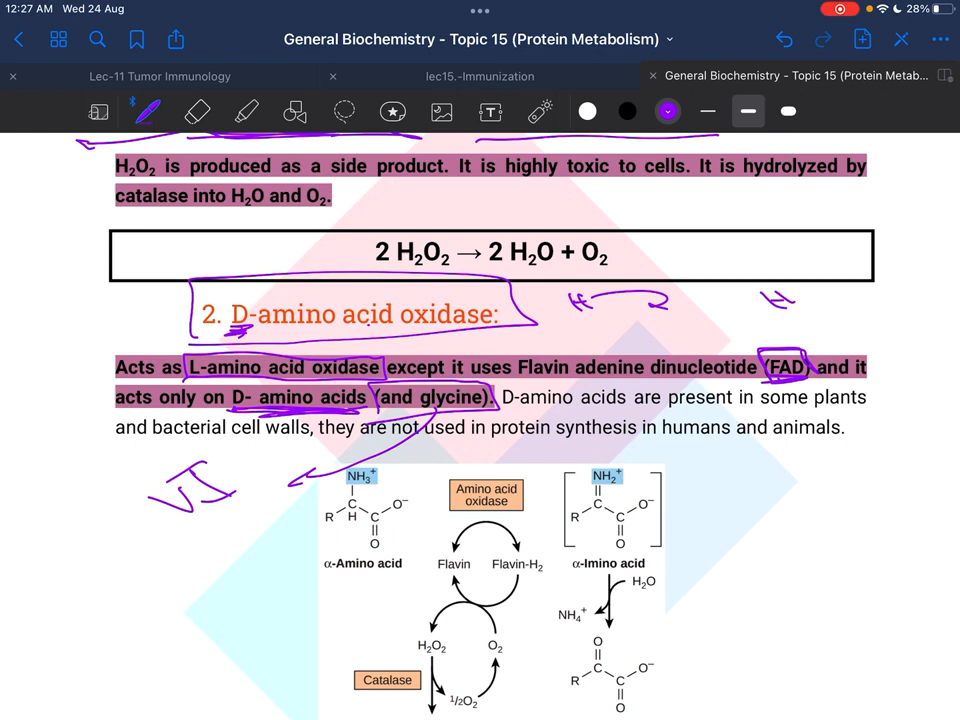 12:27 AM Wed 24 Aug
28%
General Biochemistry - Topic 15 (Protein Metabolism)
Lec-11 Tumor Immunology
lec15.-Immunization
General Biochemistry - Topic 15 (Protein Metab...
H₂O₂ is produced as a side product. It is highly toxic to cells. It is hydrolyzed by
catalase into H₂O and O₂.
2 H₂O₂ → 2 H₂O + O₂
2. D-amino acid oxidase:
Acts as L-amino acid oxidase except it uses Flavin adenine dinucleotide (FAD) and it
acts only on D- amino acids (and glycine). D-amino acids are present in some plants
and bacterial cell walls, they are not used in protein synthesis in humans and animals.
NH₃⁺
R
C
H
C
O⁻
O
α-Amino acid
Amino acid
oxidase
Flavin
Flavin-H₂
NH₂⁺
R
C
C
O⁻
O
α-Imino acid
H₂O
NH₄⁺
H₂O₂
O₂
Catalase
1/2O₂
O
R
C
C
O⁻
O